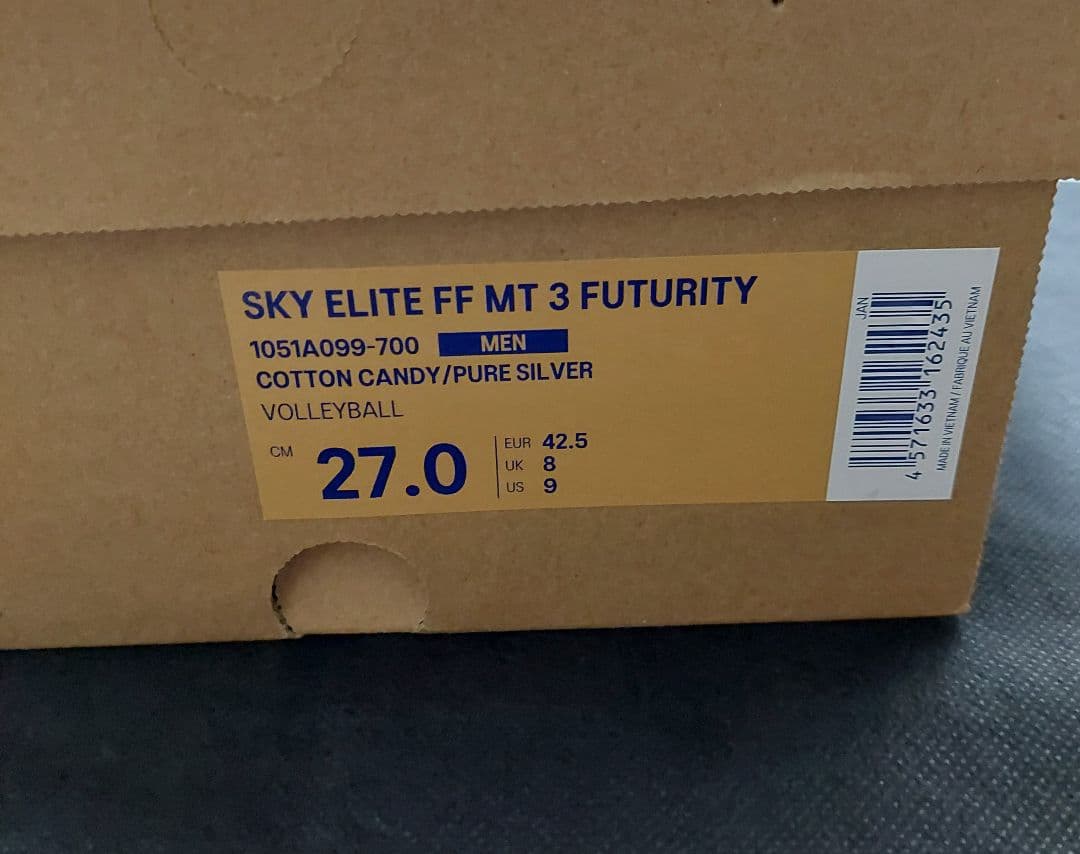 SKY ELITE FF MT 3 FUTURITY
1051A099-700 MEN
COTTON CANDY/PURE SILVER
VOLLEYBALL
CM 27.0
EUR 42.5
UK 8
US 9
JAN
4 571633 162435
MADE IN VIETNAM / FABRIQUE AU VIETNAM